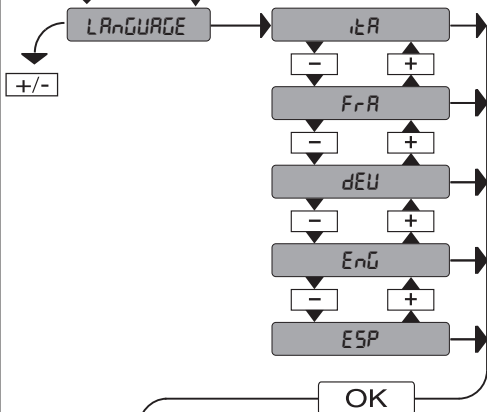 LAnGUAGE
itA
+/-
- +
FrA
- +
dEU
- +
EnG
- +
ESP
OK